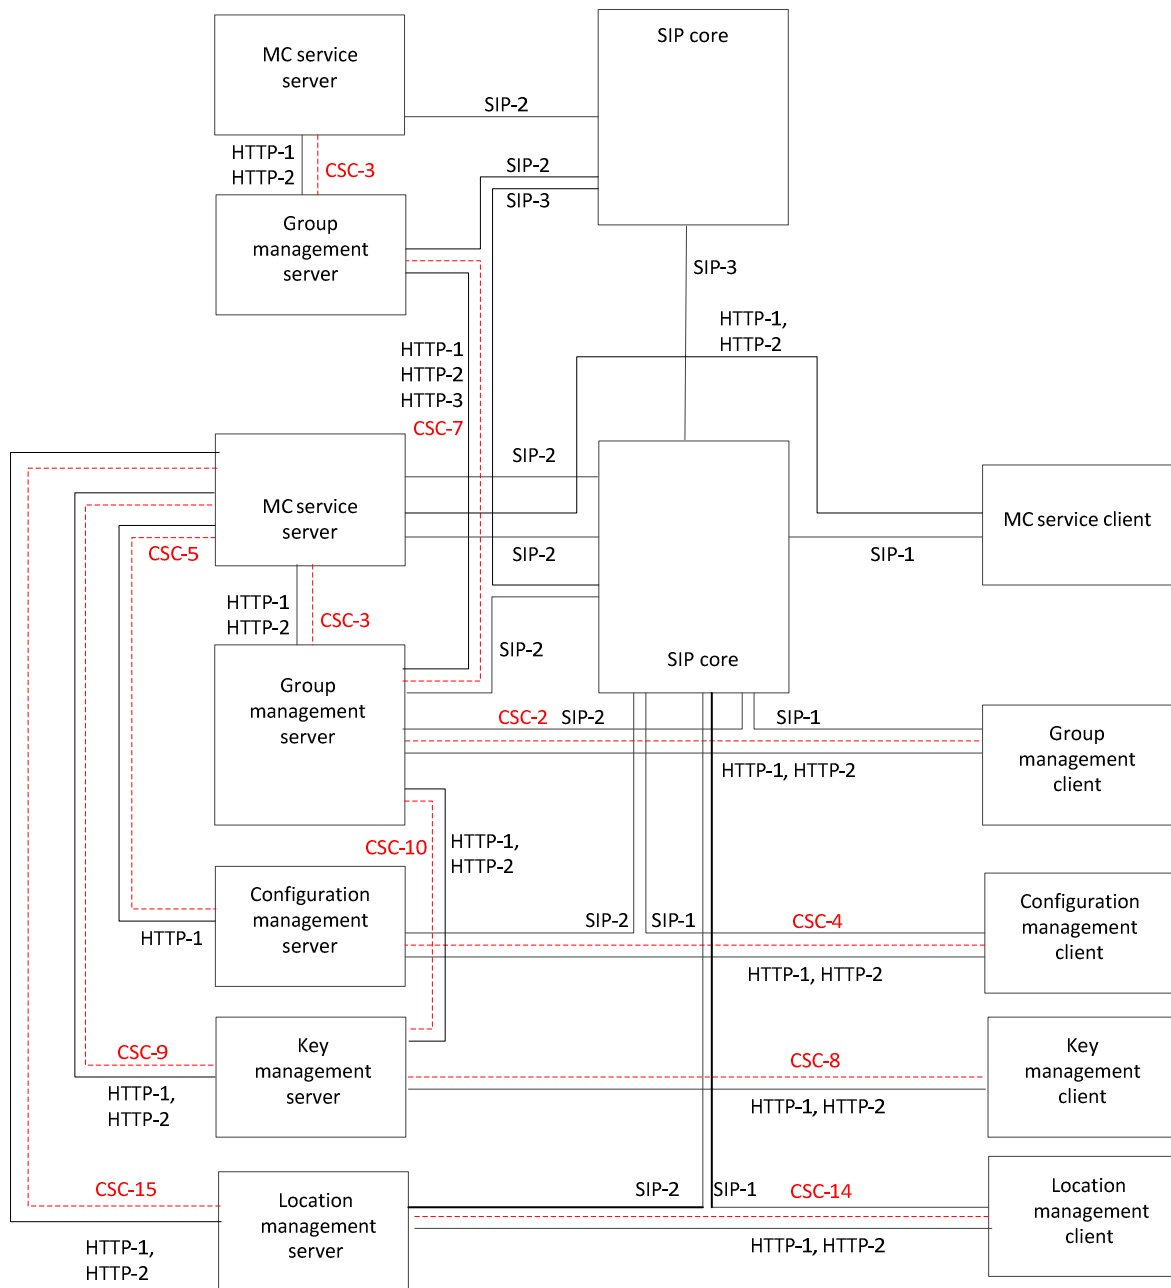 MC service
server
SIP core
SIP-2
HTTP-1
HTTP-2
CSC-3
SIP-2
SIP-3
Group
management
server
SIP-3
HTTP-1,
HTTP-2
HTTP-1
HTTP-2
HTTP-3
CSC-7
SIP-2
MC service
server
MC service client
CSC-5
SIP-2
SIP-1
HTTP-1
HTTP-2
CSC-3
SIP-2
SIP core
Group
management
server
CSC-2
SIP-2
SIP-1
Group
management
client
HTTP-1, HTTP-2
CSC-10
HTTP-1,
HTTP-2
Configuration
management
server
HTTP-1
SIP-2
SIP-1
CSC-4
Configuration
management
client
HTTP-1, HTTP-2
CSC-9
Key
management
server
CSC-8
Key
management
client
HTTP-1,
HTTP-2
HTTP-1, HTTP-2
CSC-15
Location
management
server
SIP-2
SIP-1
CSC-14
Location
management
client
HTTP-1,
HTTP-2
HTTP-1, HTTP-2